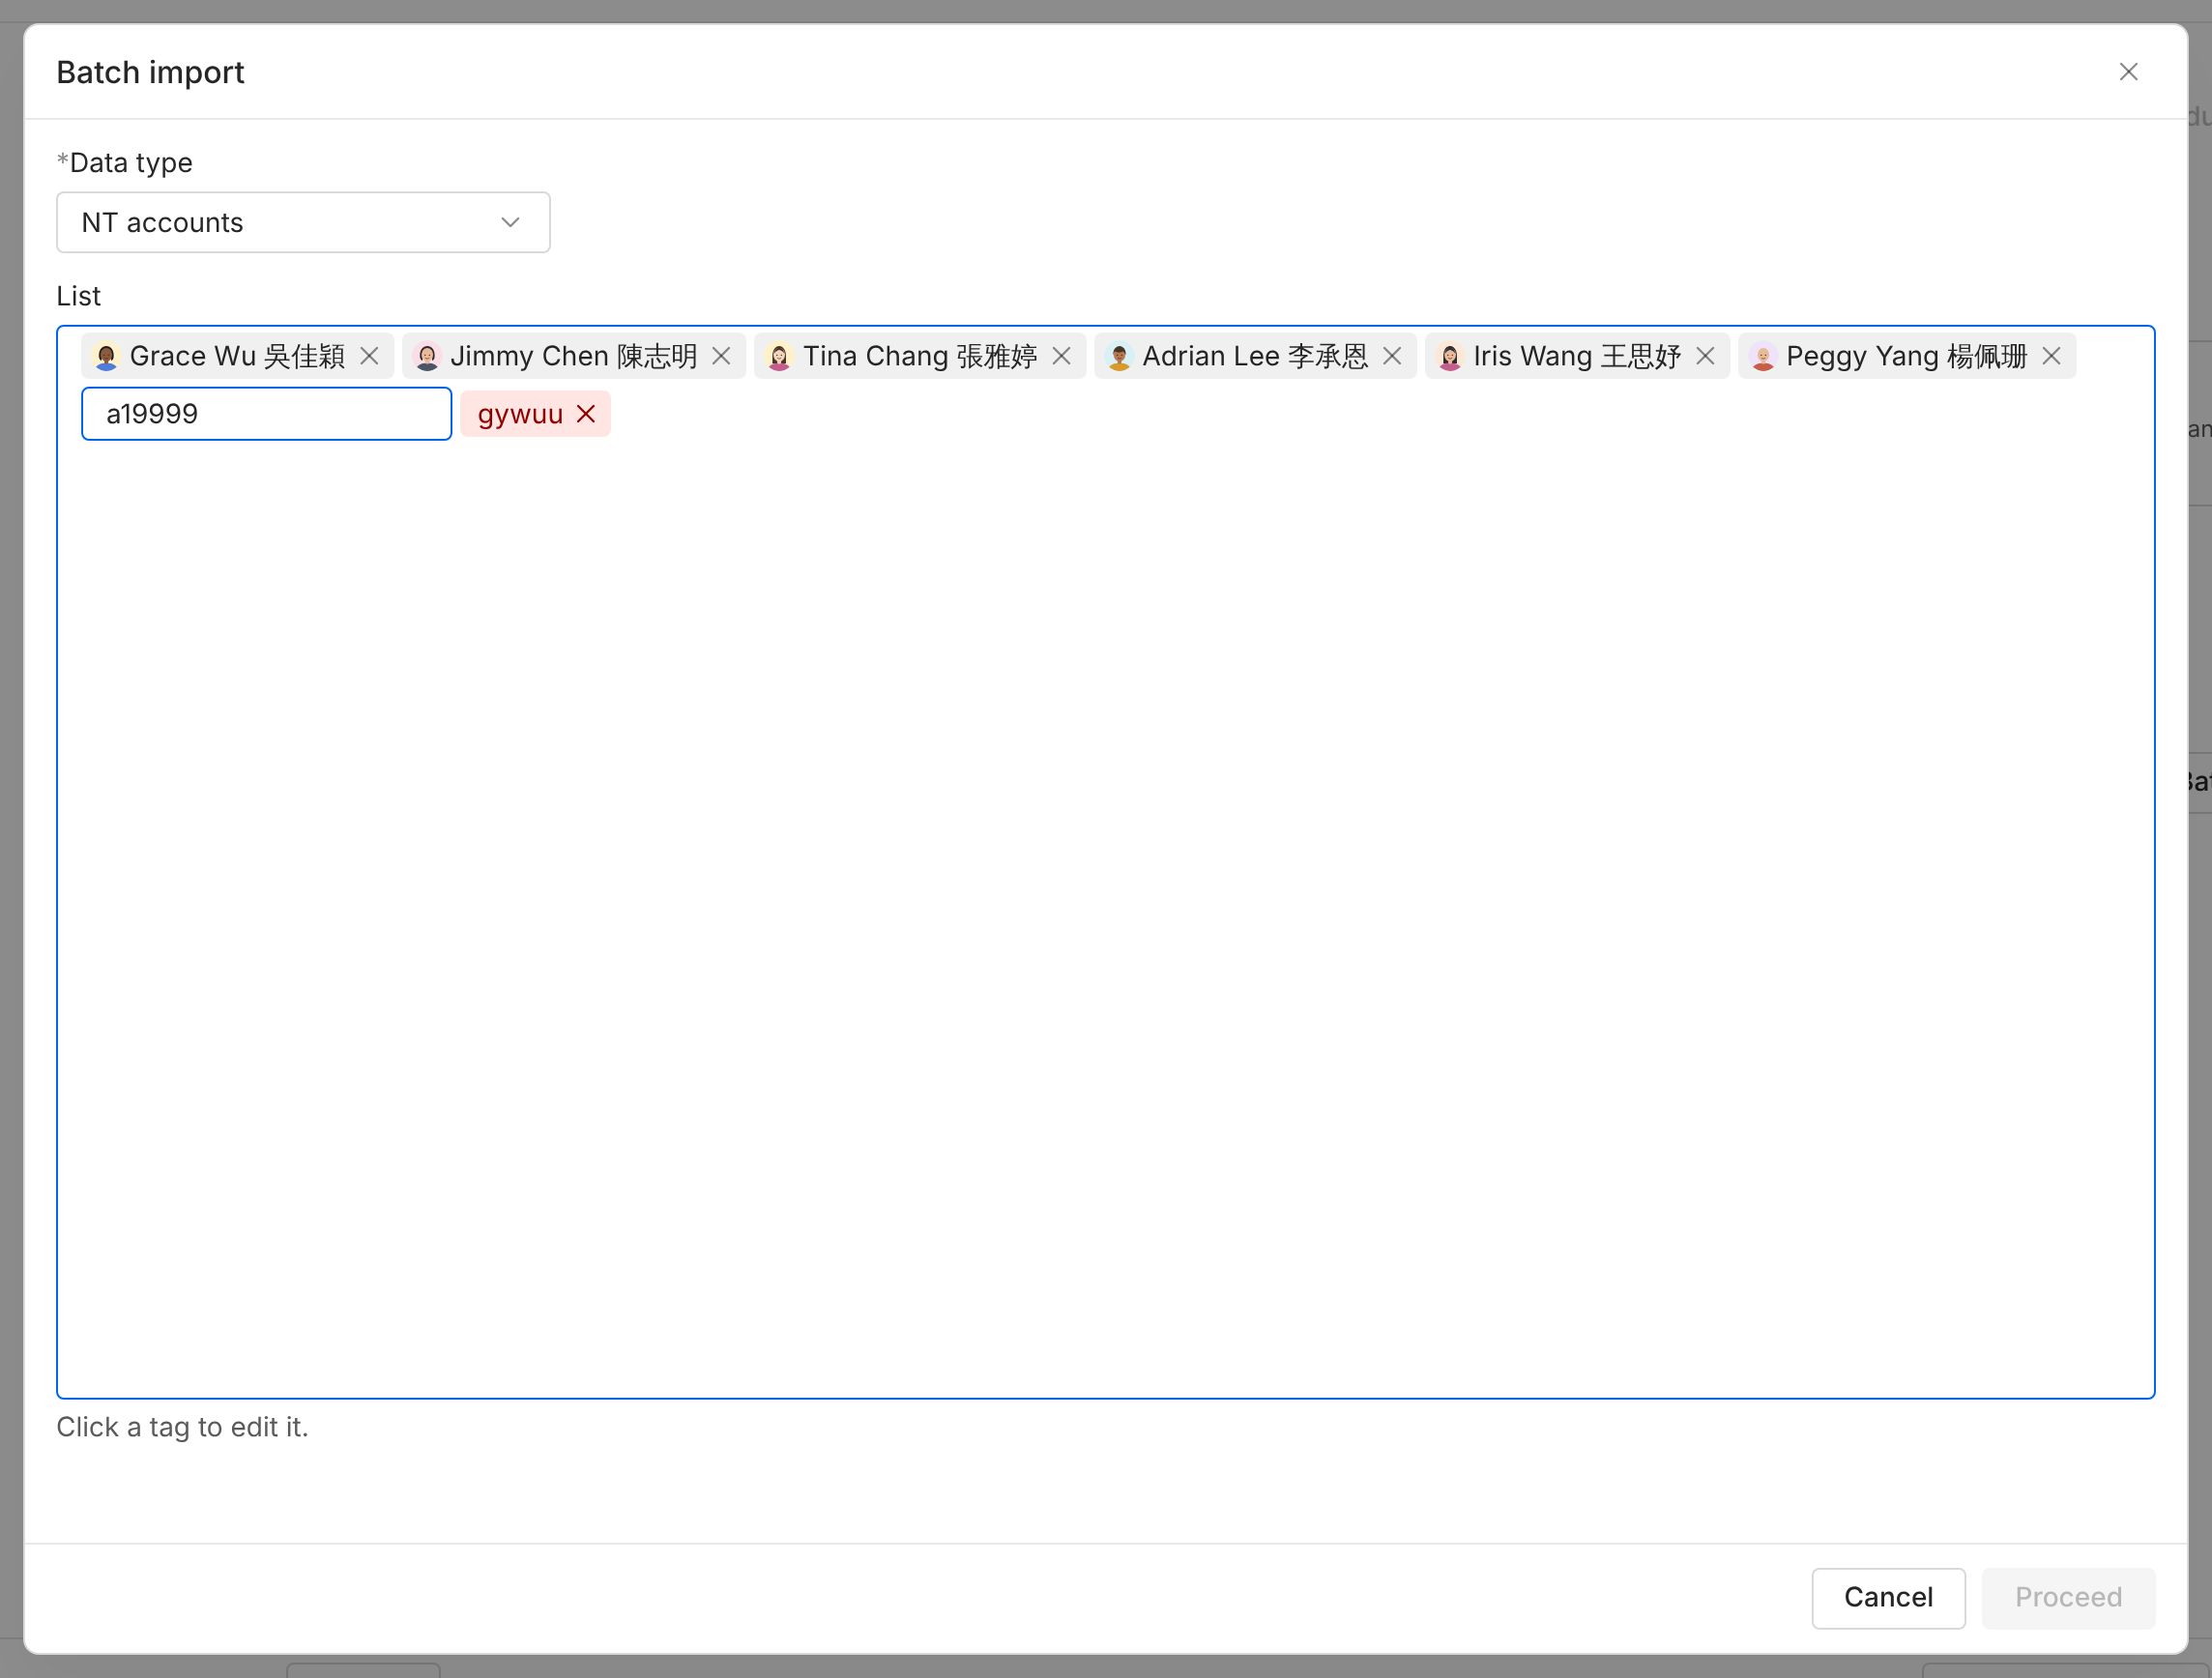 Batch import
*Data type
NT accounts
List
Grace Wu 吳佳穎 Jimmy Chen 陳志明 Tina Chang 張雅婷 Adrian Lee 李承恩 Iris Wang 王思妤 Peggy Yang 楊佩珊
a19999 gywuu
Click a tag to edit it.
Cancel Proceed